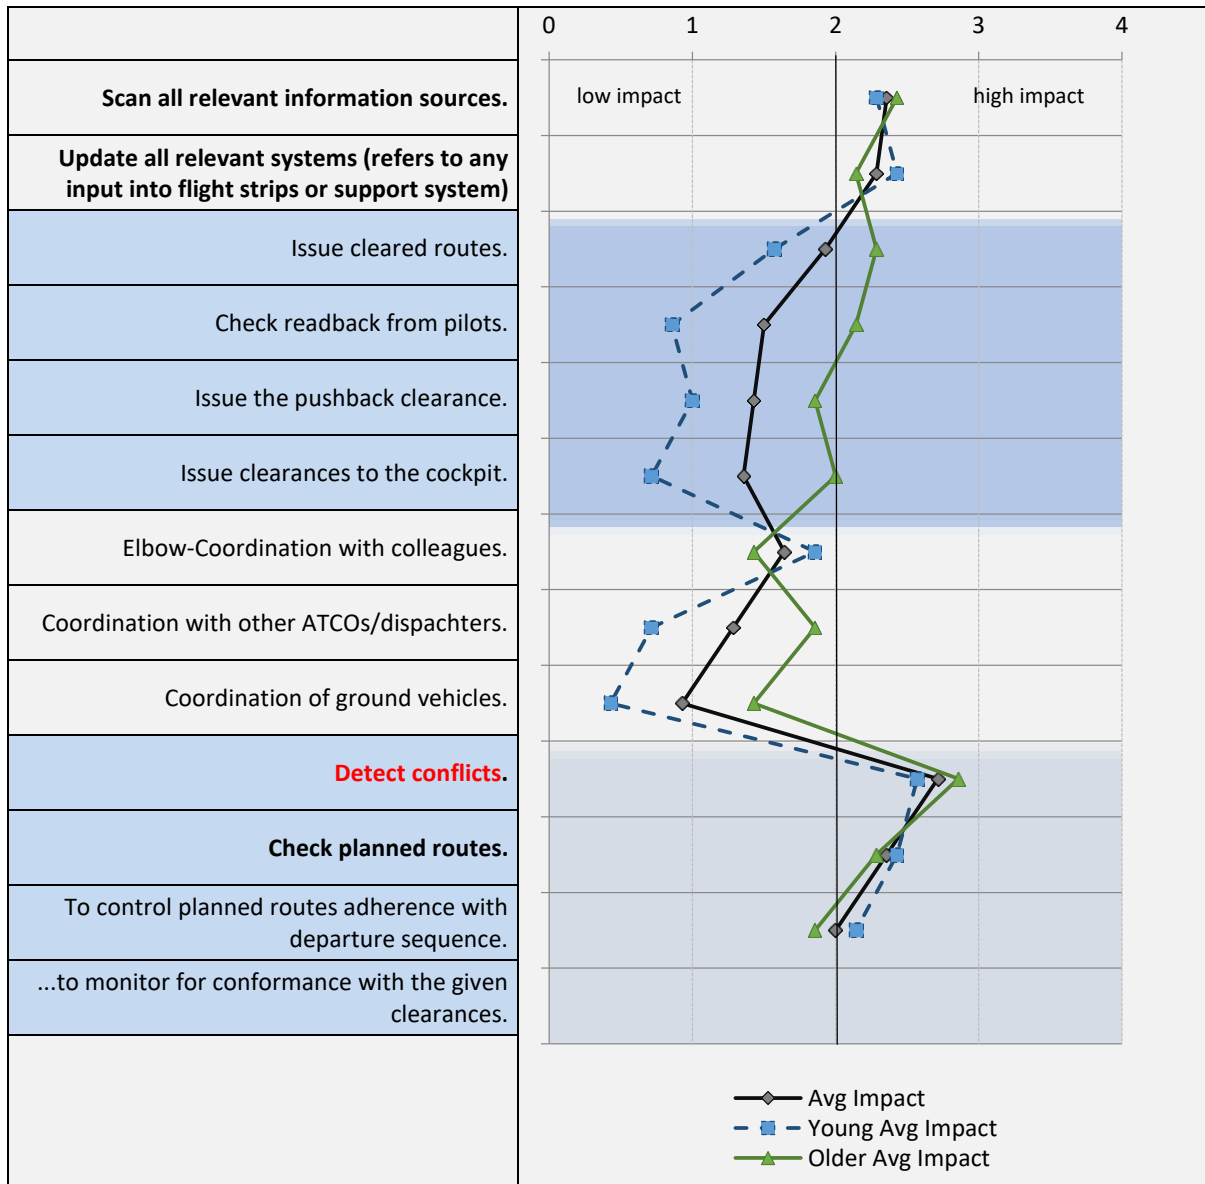 0 1 2 3 4
low impact high impact
Scan all relevant information sources.
Update all relevant systems (refers to any
input into flight strips or support system)
Issue cleared routes.
Check readback from pilots.
Issue the pushback clearance.
Issue clearances to the cockpit.
Elbow-Coordination with colleagues.
Coordination with other ATCOs/dispachters.
Coordination of ground vehicles.
Detect conflicts.
Check planned routes.
To control planned routes adherence with
departure sequence.
...to monitor for conformance with the given
clearances.
Avg Impact
Young Avg Impact
Older Avg Impact